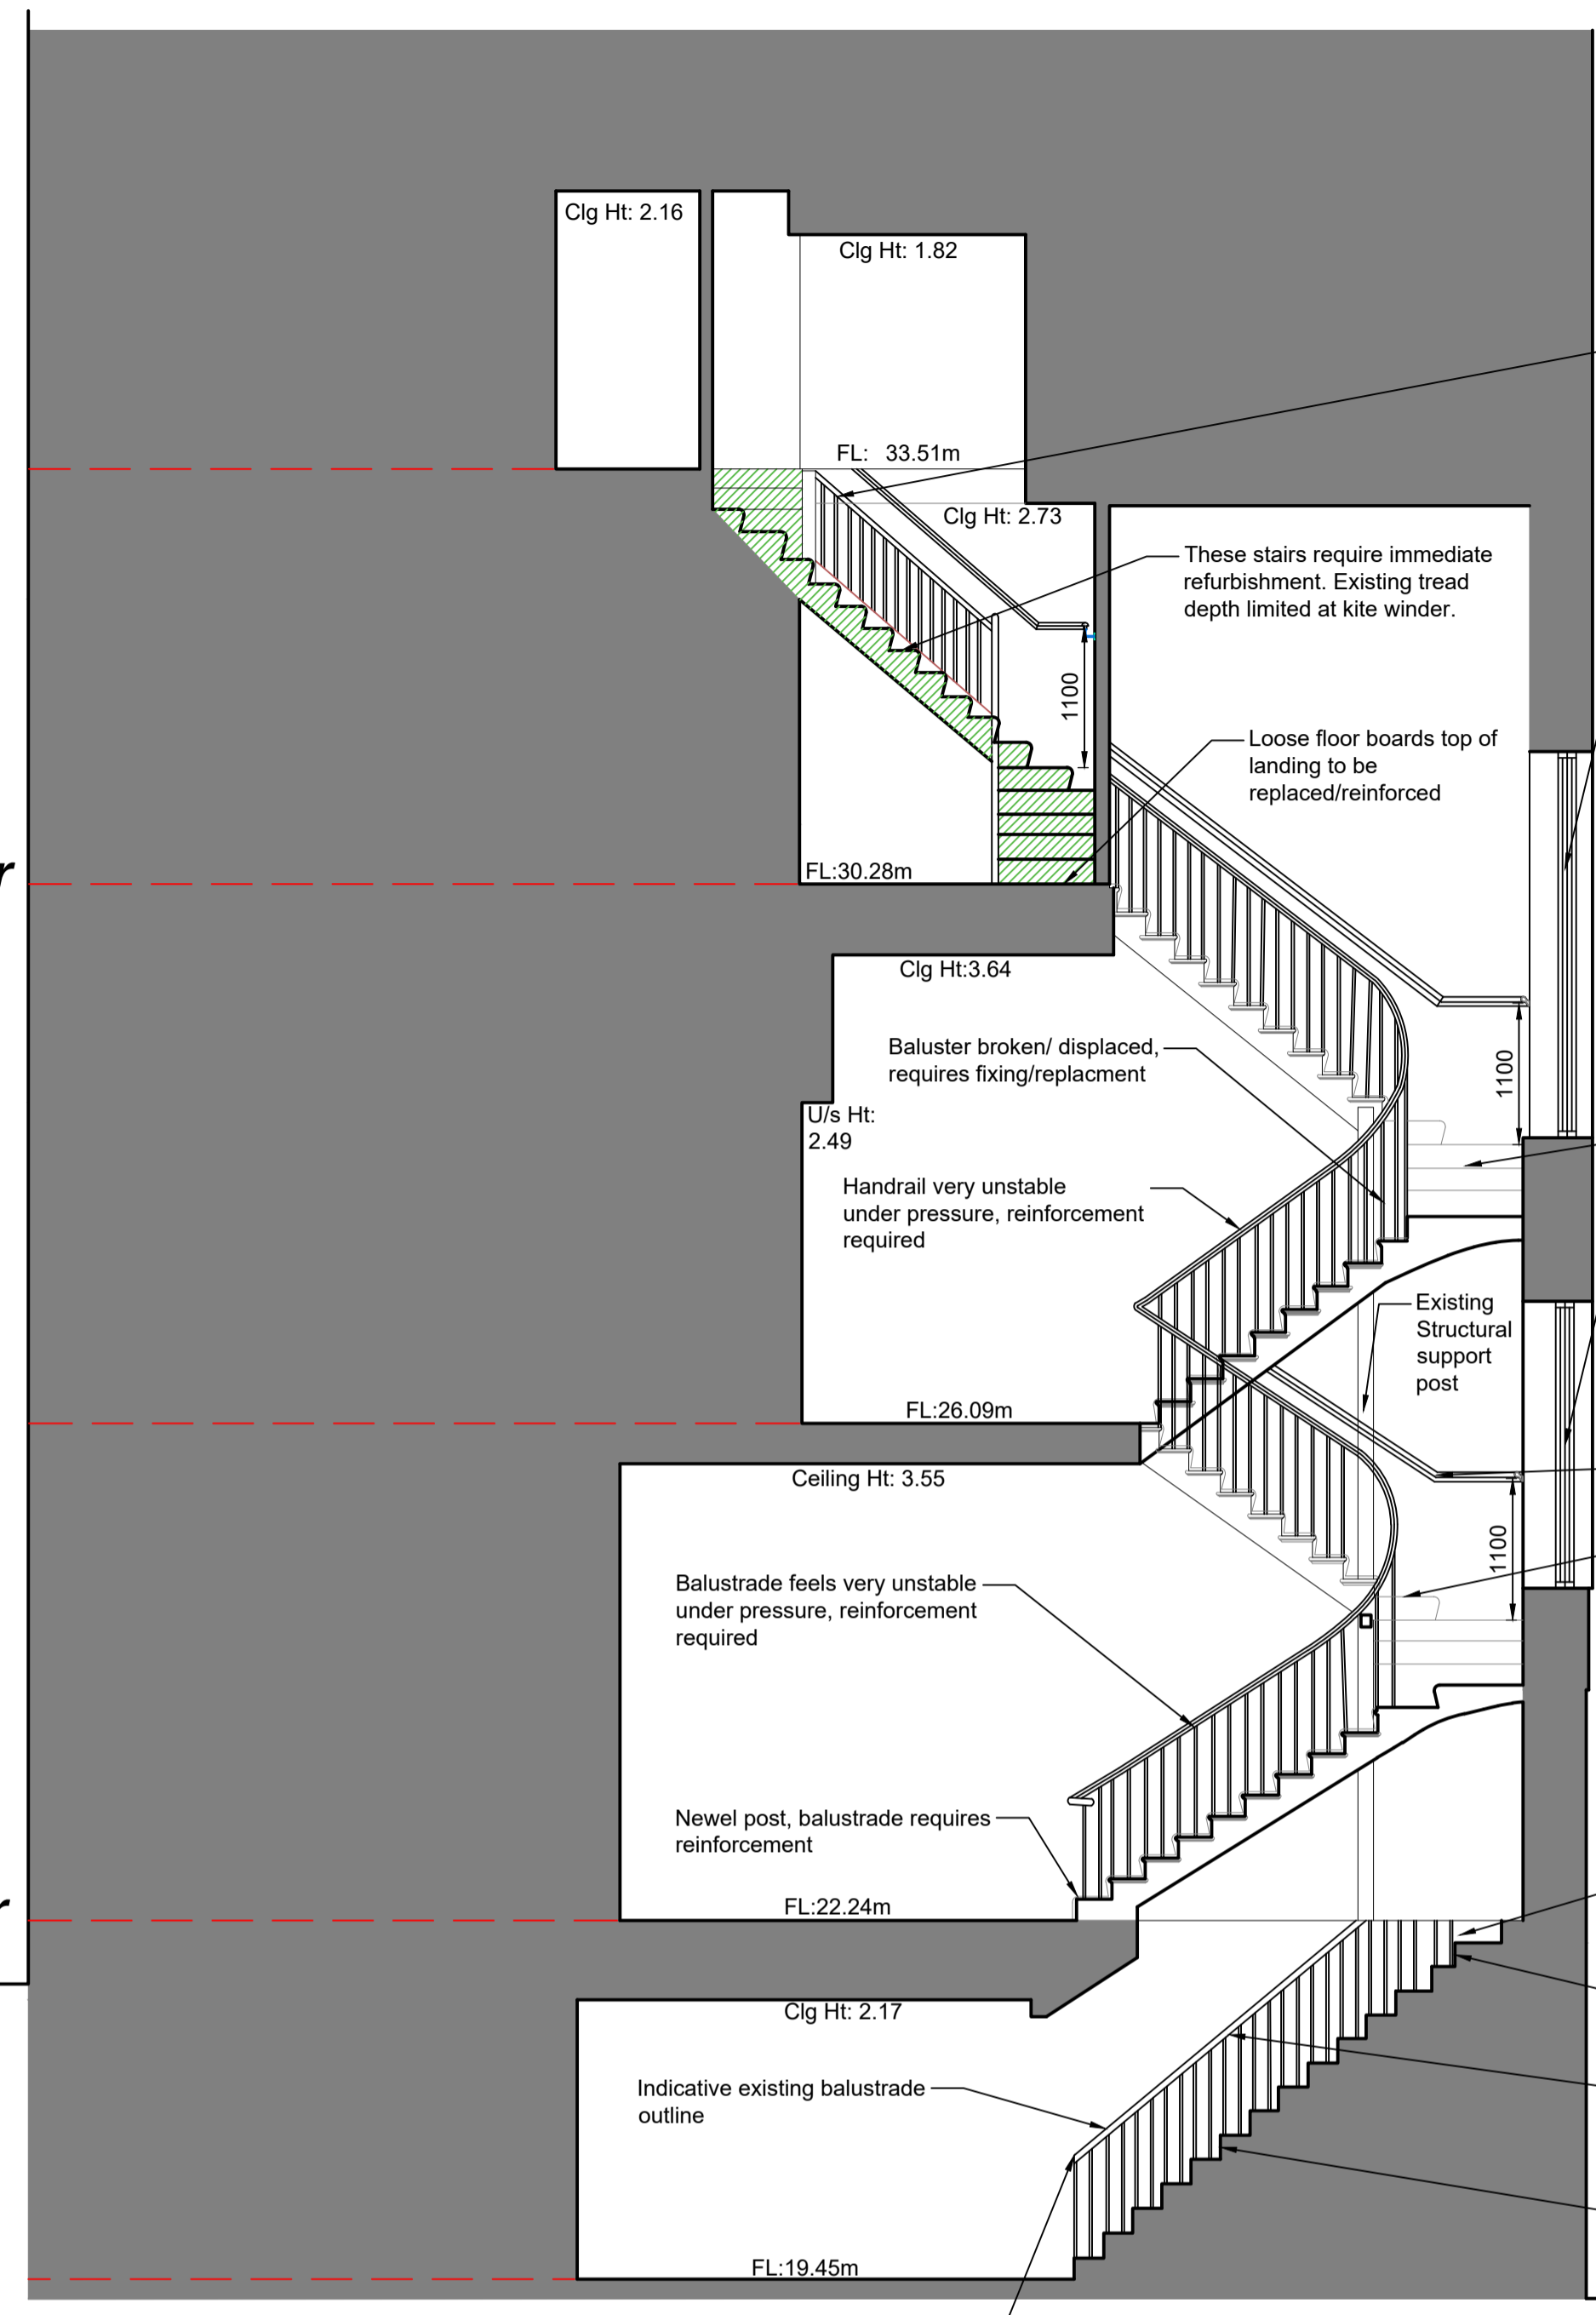 Clg Ht: 2.16
Clg Ht: 1.82
FL: 33.51m
Clg Ht: 2.73
These stairs require immediate
refurbishment. Existing tread
depth limited at kite winder.
1100
Loose floor boards top of
landing to be
replaced/reinforced
r
FL:30.28m
Clg Ht:3.64
Baluster broken/ displaced,
requires fixing/replacment
1100
U/s Ht:
2.49
Handrail very unstable
under pressure, reinforcement
required
Existing
Structural
support
post
FL:26.09m
Ceiling Ht: 3.55
1100
Balustrade feels very unstable
under pressure, reinforcement
required
Newel post, balustrade requires
reinforcement
FL:22.24m
r
Clg Ht: 2.17
Indicative existing balustrade
outline
FL:19.45m